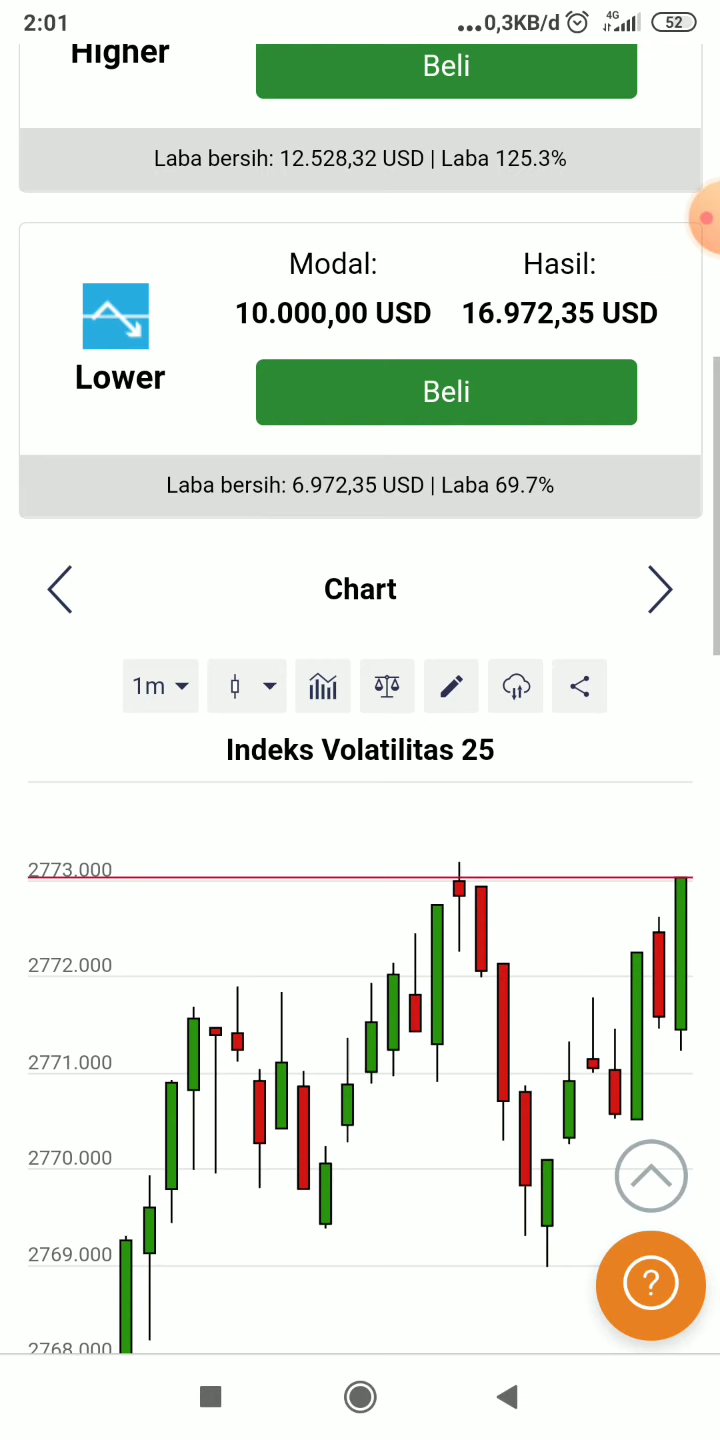 2:01
...0,3KB/d
4G
52
Higher
Beli
Laba bersih: 12.528,32 USD | Laba 125.3%
Modal:
Hasil:
10.000,00 USD
16.972,35 USD
Lower
Beli
Laba bersih: 6.972,35 USD | Laba 69.7%
Chart
1m
Indeks Volatilitas 25
2773.000
2772.000
2771.000
2770.000
2769.000
2768.000
?